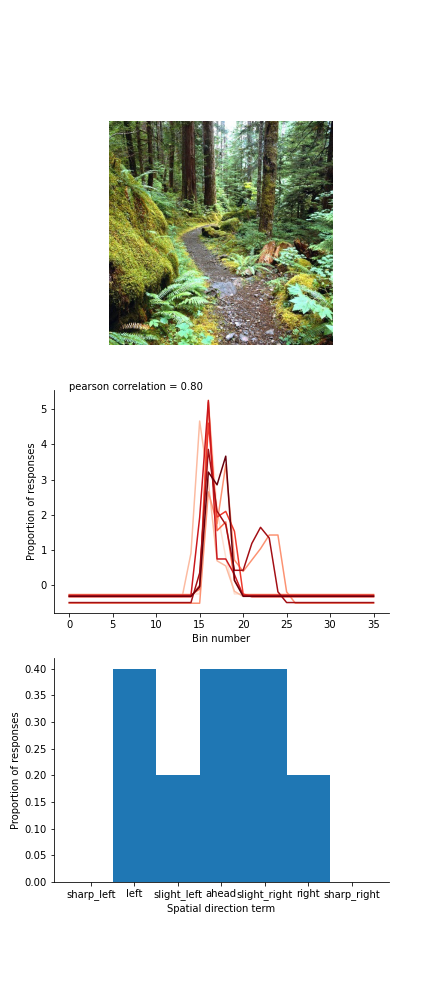 pearson correlation = 0.80
5
4
3
2
1
0
Proportion of responses
0 5 10 15 20 25 30 35
Bin number
0.40
0.35
0.30
0.25
0.20
0.15
0.10
0.05
0.00
Proportion of responses
sharp_left left slight_left ahead slight_right right sharp_right
Spatial direction term